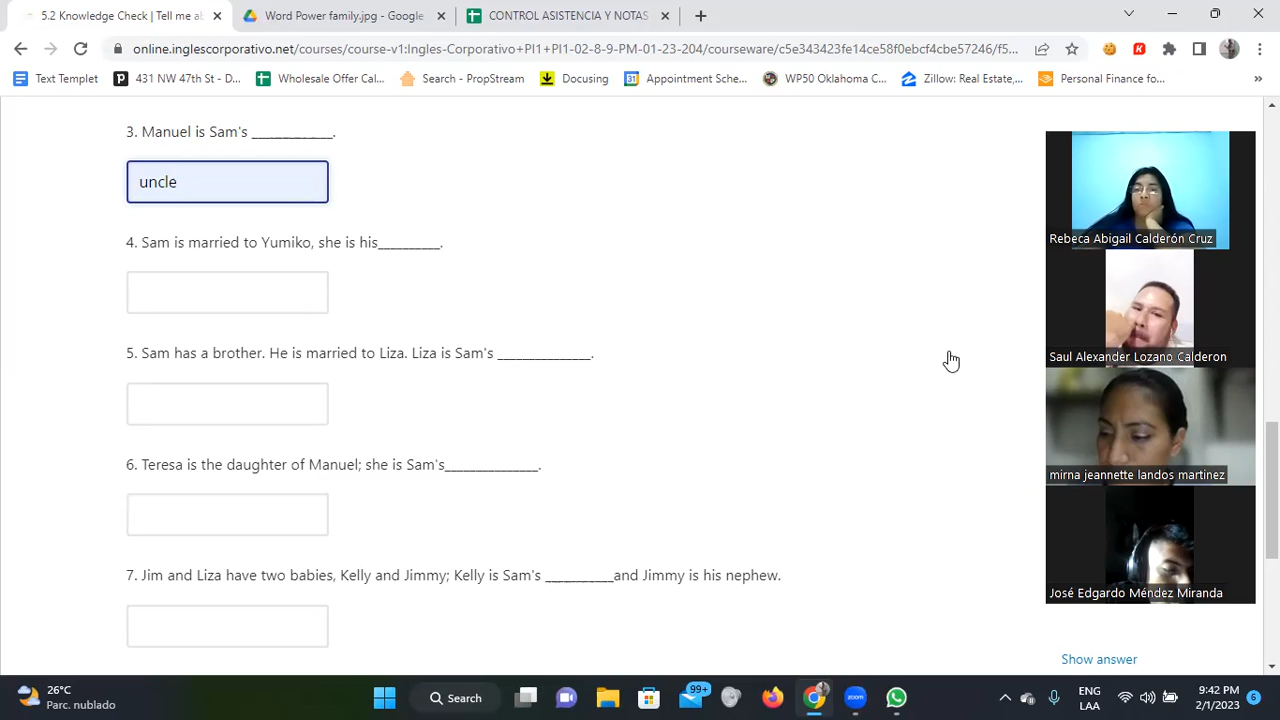 5.2 Knowledge Check | Tell me ab
Word Power family.jpg - Google
CONTROL ASISTENCIA Y NOTAS
online.inglescorporativo.net/courses/course-v1:Ingles-Corporativo+PI1+PI1-02-8-9-PM-01-23-204/courseware/c5e343423fe14ce58f0ebcf4cbe57246/f5...
Text Templet
431 NW 47th St - D...
Wholesale Offer Cal...
Search - PropStream
Docusing
Appointment Sche...
WP50 Oklahoma C...
Zillow: Real Estate,...
Personal Finance fo...
»
3. Manuel is Sam's ____________.
uncle
4. Sam is married to Yumiko, she is his_________.
5. Sam has a brother. He is married to Liza. Liza is Sam's ______________.
6. Teresa is the daughter of Manuel; she is Sam's______________.
7. Jim and Liza have two babies, Kelly and Jimmy; Kelly is Sam's __________and Jimmy is his nephew.
Show answer
Rebeca Abigail Calderón Cruz
Saul Alexander Lozano Calderon
mirna jeannette landos martinez
José Edgardo Méndez Miranda
26°C
Parc. nublado
Search
99+
ENG
LAA
9:42 PM
2/1/2023
6